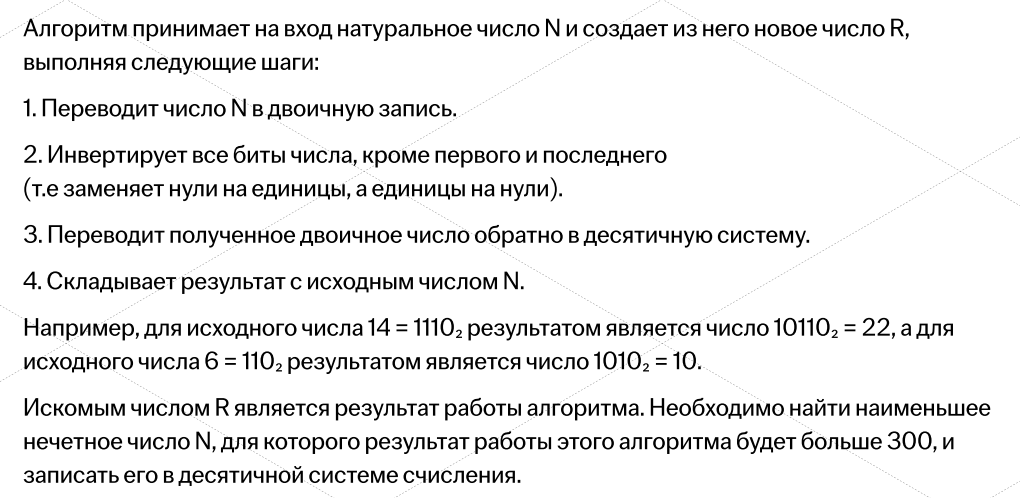 Алгоритм принимает на вход натуральное число N и создает из него новое число R,
выполняя следующие шаги:
1. Переводит число N в двоичную запись.
2. Инвертирует все биты числа, кроме первого и последнего
(т.е заменяет нули на единицы, а единицы на нули).
3. Переводит полученное двоичное число обратно в десятичную систему.
4. Складывает результат с исходным числом N.
Например, для исходного числа 14 = 1110₂ результатом является число 10110₂ = 22, а для
исходного числа 6 = 110₂ результатом является число 1010₂ = 10.
Искомым числом R является результат работы алгоритма. Необходимо найти наименьшее
нечетное число N, для которого результат работы этого алгоритма будет больше 300, и
записать его в десятичной системе счисления.